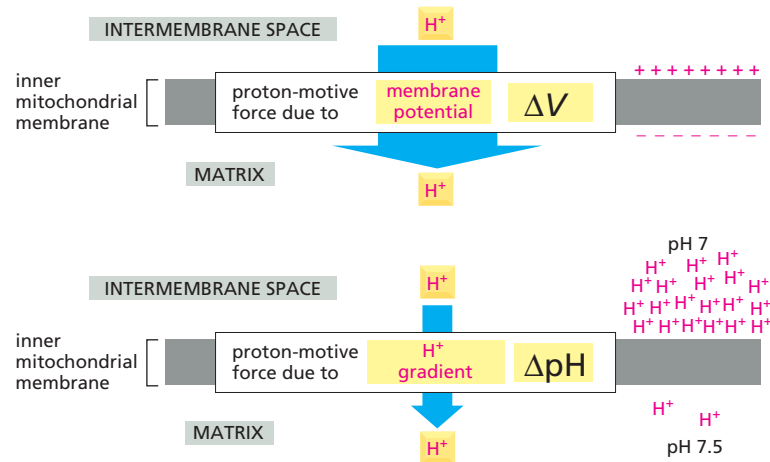 H+
INTERMEMBRANE SPACE
inner
mitochondrial
membrane
proton-motive
force due to
membrane
potential
ΔV
+ + + + + + + +
– – – – – – –
MATRIX
H+
pH 7
H+ H+ H+
H+ H+ H+ H+ H+
H+ H+ H+ H+ H+ H+
H+ H+ H+ H+ H+ H+
H+
INTERMEMBRANE SPACE
inner
mitochondrial
membrane
proton-motive
force due to
H+
gradient
ΔpH
H+ H+
pH 7.5
MATRIX
H+